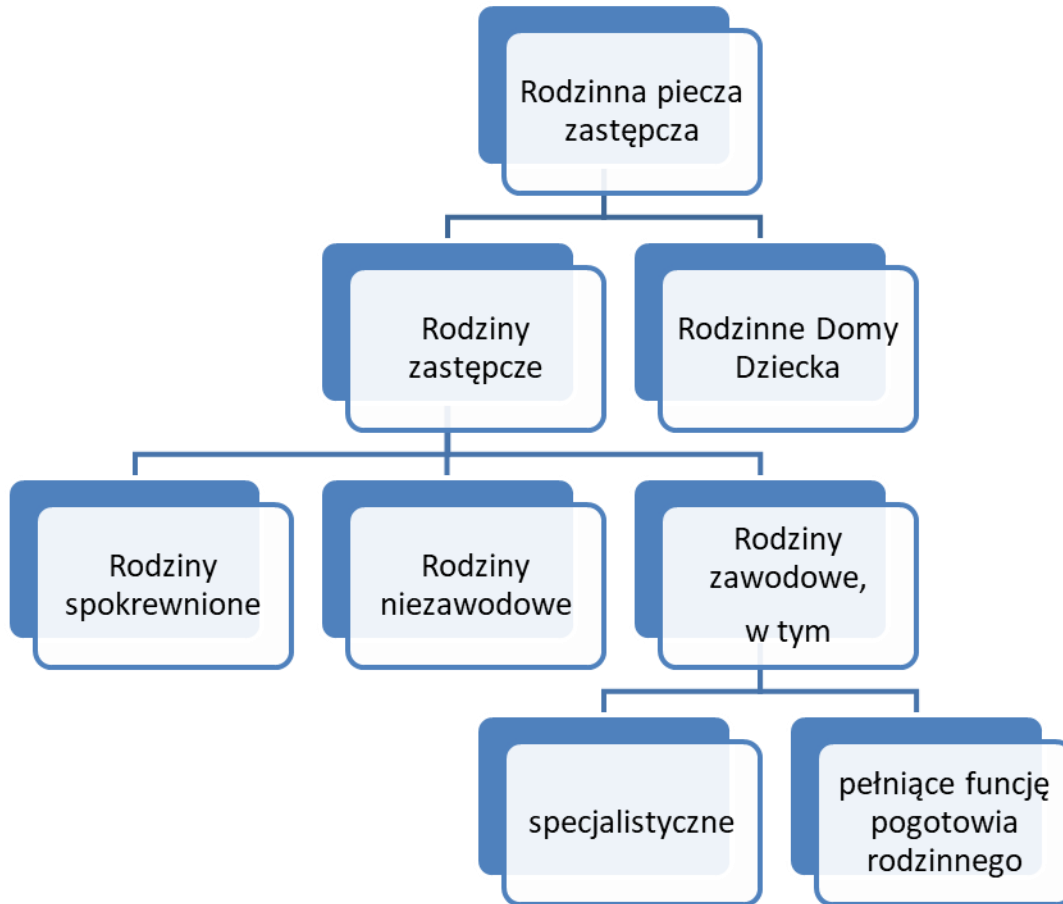 Rodzinna piecza
zastępcza
Rodziny
zastępcze
Rodzinne Domy
Dziecka
Rodziny
spokrewnione
Rodziny
niezawodowe
Rodziny
zawodowe,
w tym
specjalistyczne
pełniące funcję
pogotowia
rodzinnego